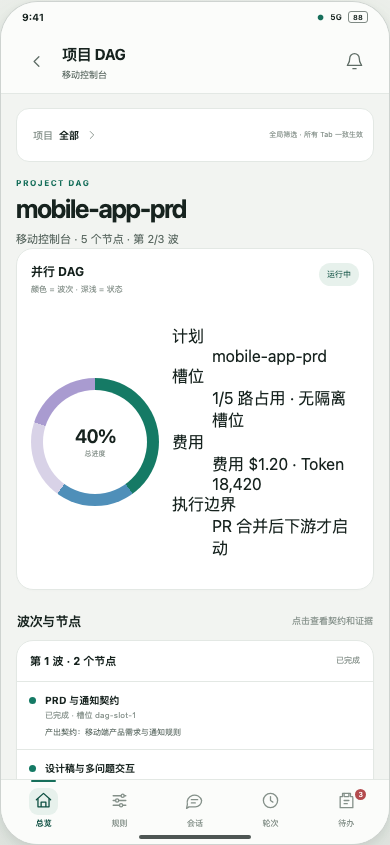 9:41
5G
88
项目 DAG
移动控制台
项目 全部
全局筛选 · 所有 Tab 一致生效
PROJECT DAG
mobile-app-prd
移动控制台 · 5 个节点 · 第 2/3 波
并行 DAG
颜色 = 波次 · 深浅 = 状态
运行中
40%
总进度
计划
mobile-app-prd
槽位
1/5 路占用 · 无隔离
槽位
费用
费用 $1.20 · Token
18,420
执行边界
PR 合并后下游才启
动
波次与节点
点击查看契约和证据
第 1 波 · 2 个节点
已完成
PRD 与通知契约
已完成 · 槽位 dag-slot-1
产出契约：移动端产品需求与通知规则
设计稿与多问题交互
总览
规则
会话
轮次
待办
3